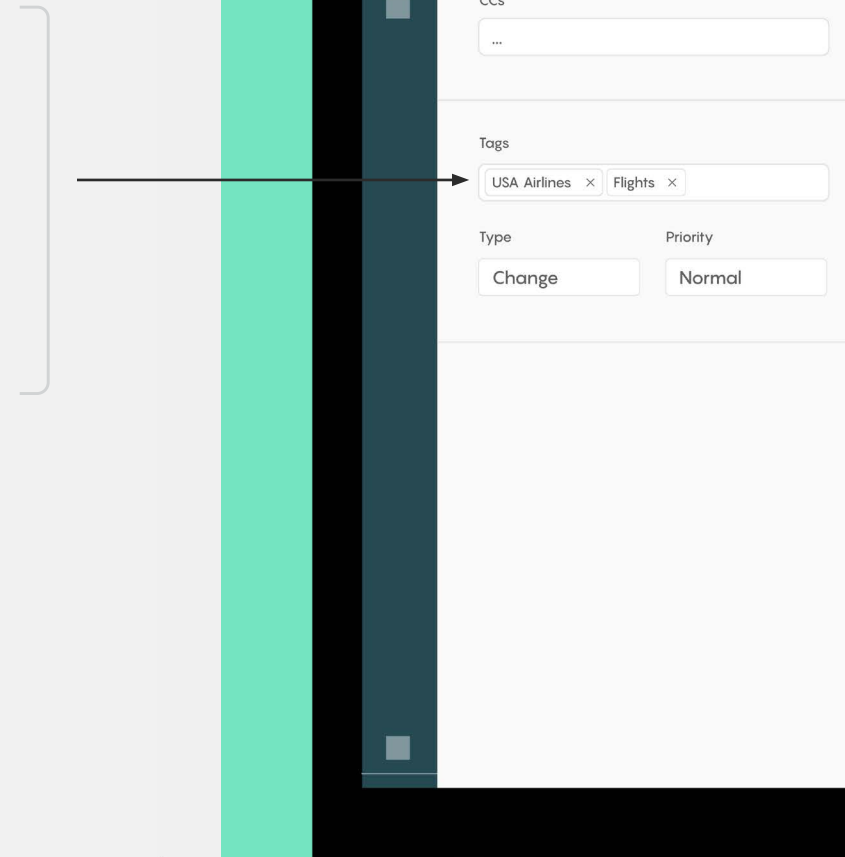 CCs
...
Tags
USA Airlines × Flights ×
Type Priority
Change Normal